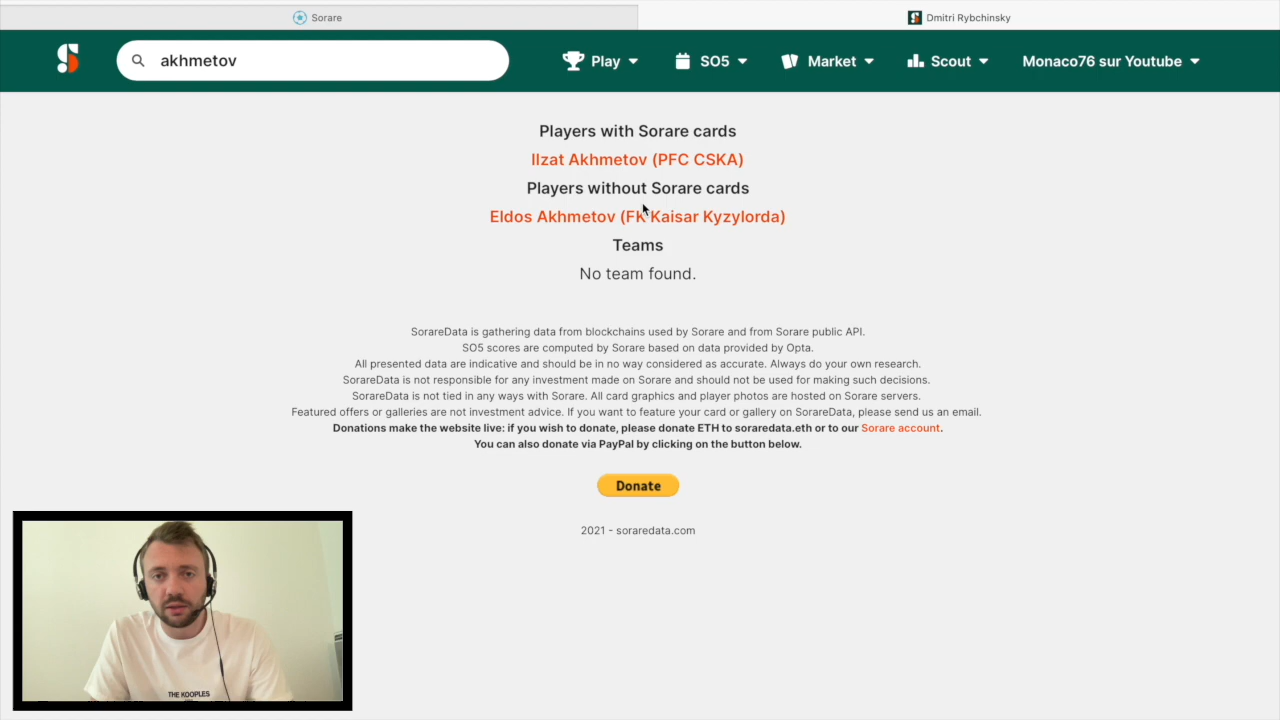 Sorare
Dmitri Rybchinsky
akhmetov
Play
SO5
Market
Scout
Monaco76 sur Youtube
Players with Sorare cards
Ilzat Akhmetov (PFC CSKA)
Players without Sorare cards
Eldos Akhmetov (FK Kaisar Kyzylorda)
Teams
No team found.
SorareData is gathering data from blockchains used by Sorare and from Sorare public API.
SO5 scores are computed by Sorare based on data provided by Opta.
All presented data are indicative and should be in no way considered as accurate. Always do your own research.
SorareData is not responsible for any investment made on Sorare and should not be used for making such decisions.
SorareData is not tied in any ways with Sorare. All card graphics and player photos are hosted on Sorare servers.
Featured offers or galleries are not investment advice. If you want to feature your card or gallery on SorareData, please send us an email.
Donations make the website live: if you wish to donate, please donate ETH to soraredata.eth or to our Sorare account.
You can also donate via PayPal by clicking on the button below.
Donate
2021 - soraredata.com
THE KOOPLES